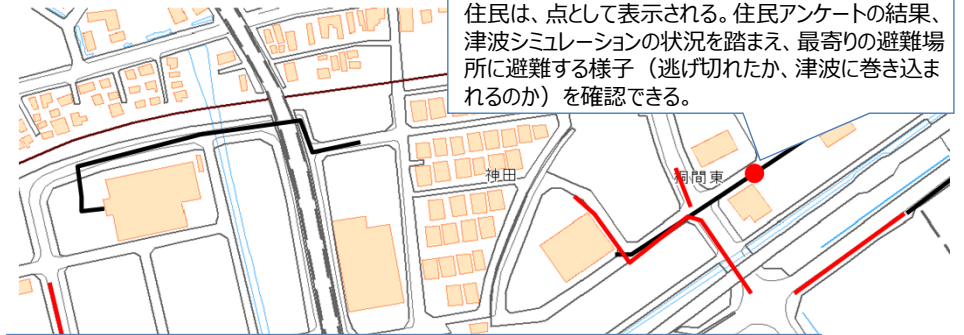 住民は、点として表示される。住民アンケートの結果、
津波シミュレーションの状況を踏まえ、最寄りの避難場
所に避難する様子（逃げ切れたか、津波に巻き込ま
れるのか）を確認できる。
神田
桐間東